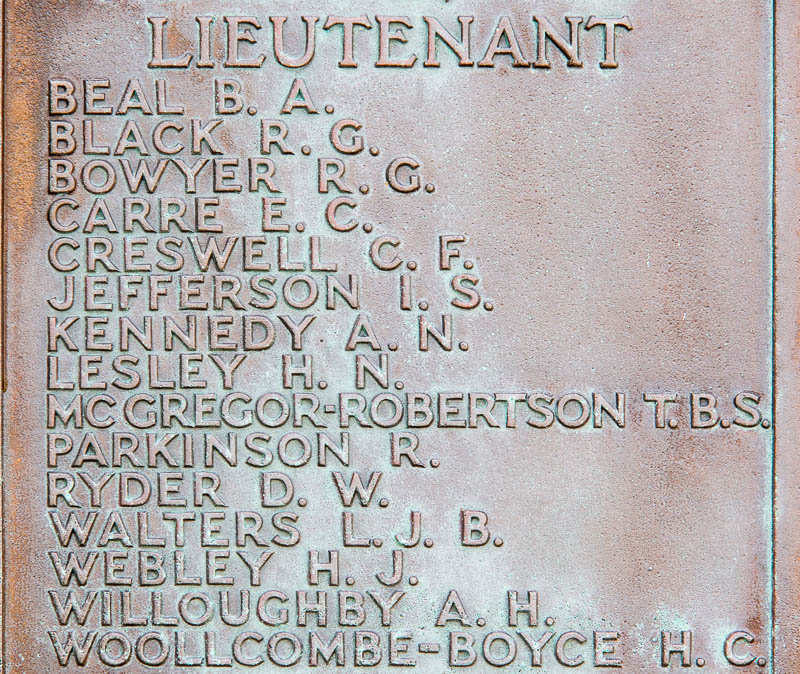 LIEUTENANT
BEAL B. A.
BLACK R. G.
BOWYER R. G.
CARRE E. C.
CRESWELL C. F.
JEFFERSON I. S.
KENNEDY A. N.
LESLEY H. N.
MCGREGOR-ROBERTSON T. B. S.
PARKINSON R.
RYDER D. W.
WALTERS L. J. B.
WEBLEY H. J.
WILLOUGHBY A. H.
WOOLLCOMBE-BOYCE H. C.